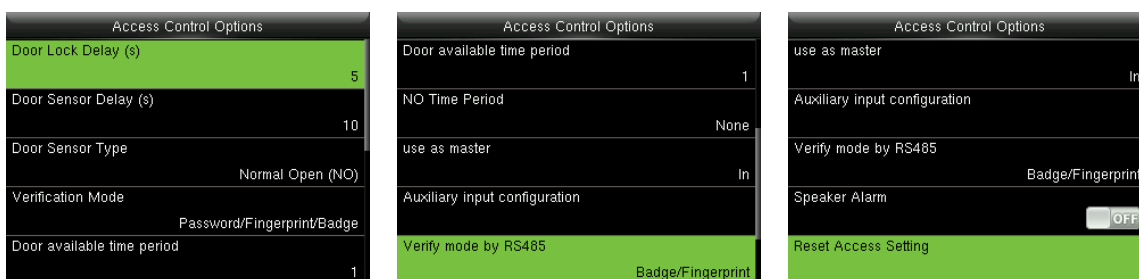 Access Control Options
Door Lock Delay (s)
5
Door Sensor Delay (s)
10
Door Sensor Type
Normal Open (NO)
Verification Mode
Password/Fingerprint/Badge
Door available time period
1
Access Control Options
Door available time period
1
NO Time Period
None
use as master
In
Auxiliary input configuration
Verify mode by RS485
Badge/Fingerprint
Access Control Options
use as master
In
Auxiliary input configuration
Verify mode by RS485
Badge/Fingerprint
Speaker Alarm
OFF
Reset Access Setting